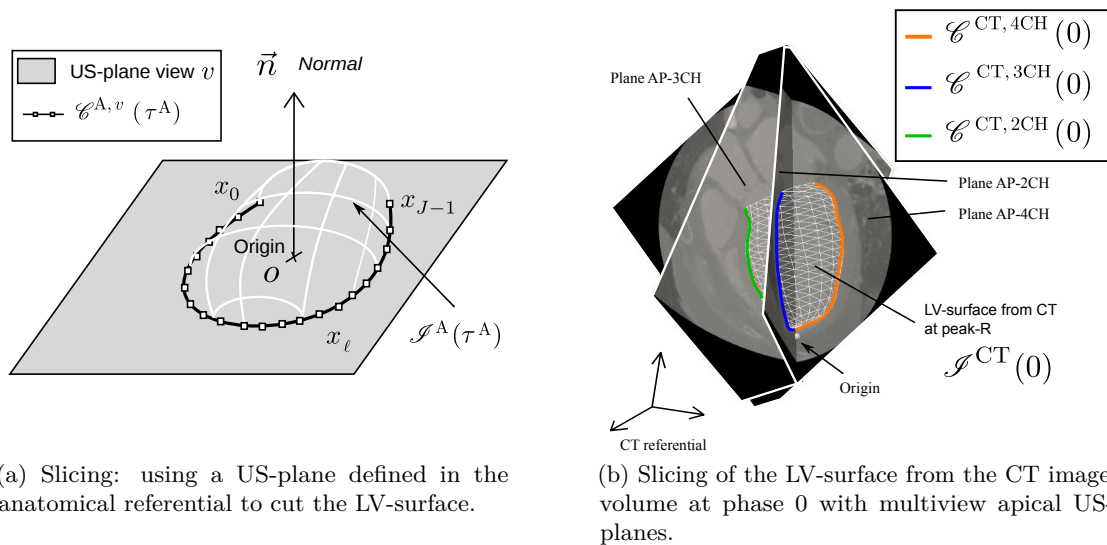 US-plane view v
𝒞^{A, v} (τ^A)
n⃗ Normal
x_0
x_{J−1}
Origin
O
x_ℓ
𝒮^A(τ^A)
(a) Slicing: using a US-plane defined in the
anatomical referential to cut the LV-surface.
𝒞^{CT, 4CH}(0)
𝒞^{CT, 3CH}(0)
𝒞^{CT, 2CH}(0)
Plane AP-3CH
Plane AP-2CH
Plane AP-4CH
LV-surface from CT
at peak-R
𝒮^{CT}(0)
Origin
CT referential
(b) Slicing of the LV-surface from the CT image
volume at phase 0 with multiview apical US-
planes.